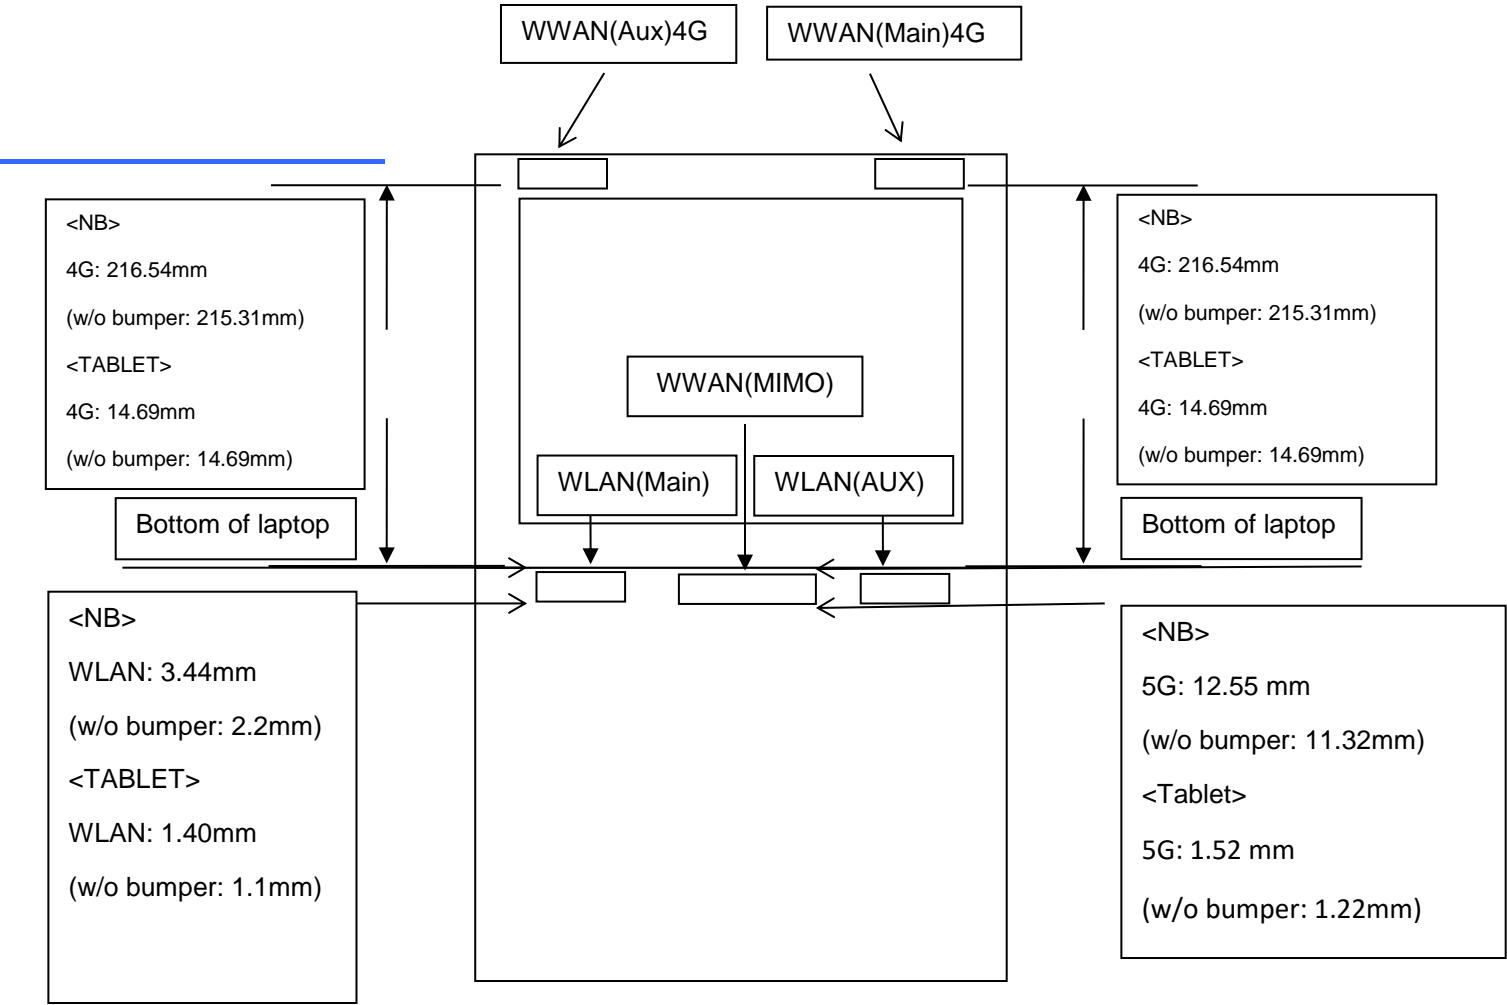 WWAN(Aux)4G
WWAN(Main)4G
<NB>
4G: 216.54mm
(w/o bumper: 215.31mm)
<TABLET>
4G: 14.69mm
(w/o bumper: 14.69mm)
<NB>
4G: 216.54mm
(w/o bumper: 215.31mm)
<TABLET>
4G: 14.69mm
(w/o bumper: 14.69mm)
WWAN(MIMO)
WLAN(Main)
WLAN(AUX)
Bottom of laptop
Bottom of laptop
<NB>
WLAN: 3.44mm
(w/o bumper: 2.2mm)
<TABLET>
WLAN: 1.40mm
(w/o bumper: 1.1mm)
<NB>
5G: 12.55 mm
(w/o bumper: 11.32mm)
<Tablet>
5G: 1.52 mm
(w/o bumper: 1.22mm)